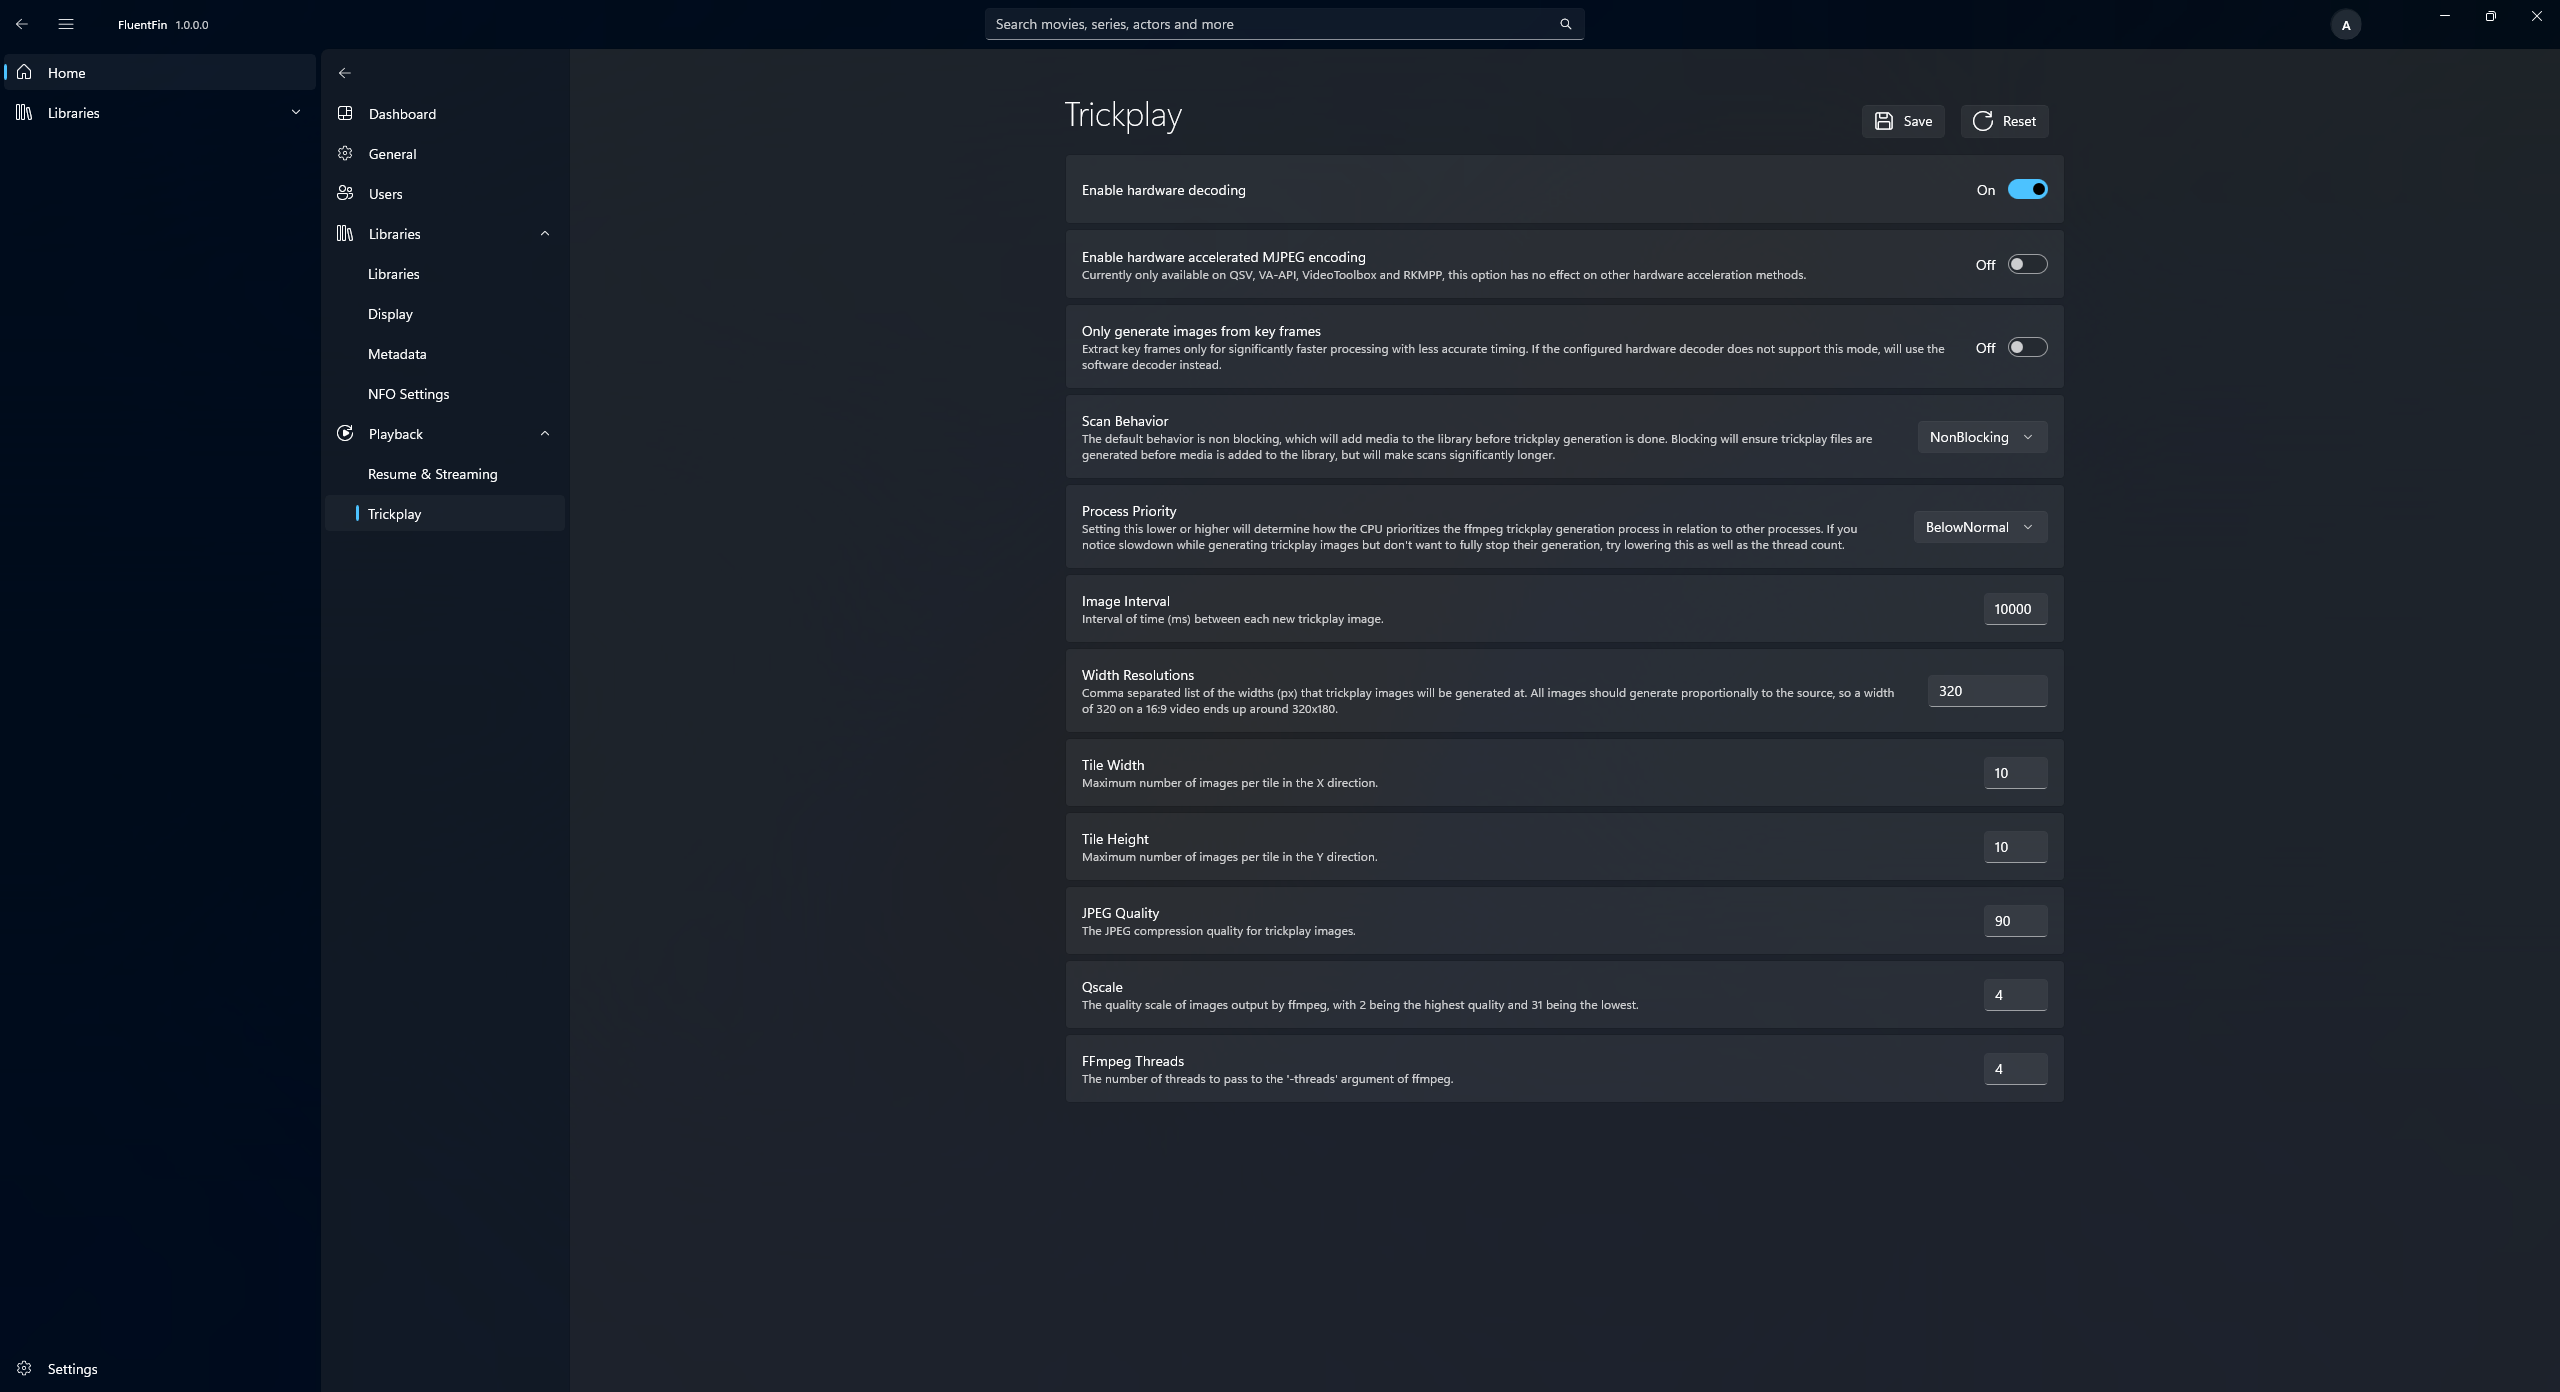 FluentFin 1.0.0.0
Search movies, series, actors and more
A
Home
Libraries
Settings
Dashboard
General
Users
Libraries
Libraries
Display
Metadata
NFO Settings
Playback
Resume & Streaming
Trickplay
Trickplay
Save
Reset
Enable hardware decoding
On
Enable hardware accelerated MJPEG encoding
Currently only available on QSV, VA-API, VideoToolbox and RKMPP, this option has no effect on other hardware acceleration methods.
Off
Only generate images from key frames
Extract key frames only for significantly faster processing with less accurate timing. If the configured hardware decoder does not support this mode, will use the
software decoder instead.
Off
Scan Behavior
The default behavior is non blocking, which will add media to the library before trickplay generation is done. Blocking will ensure trickplay files are
generated before media is added to the library, but will make scans significantly longer.
NonBlocking
Process Priority
Setting this lower or higher will determine how the CPU prioritizes the ffmpeg trickplay generation process in relation to other processes. If you
notice slowdown while generating trickplay images but don't want to fully stop their generation, try lowering this as well as the thread count.
BelowNormal
Image Interval
Interval of time (ms) between each new trickplay image.
10000
Width Resolutions
Comma separated list of the widths (px) that trickplay images will be generated at. All images should generate proportionally to the source, so a width
of 320 on a 16:9 video ends up around 320x180.
320
Tile Width
Maximum number of images per tile in the X direction.
10
Tile Height
Maximum number of images per tile in the Y direction.
10
JPEG Quality
The JPEG compression quality for trickplay images.
90
Qscale
The quality scale of images output by ffmpeg, with 2 being the highest quality and 31 being the lowest.
4
FFmpeg Threads
The number of threads to pass to the '-threads' argument of ffmpeg.
4